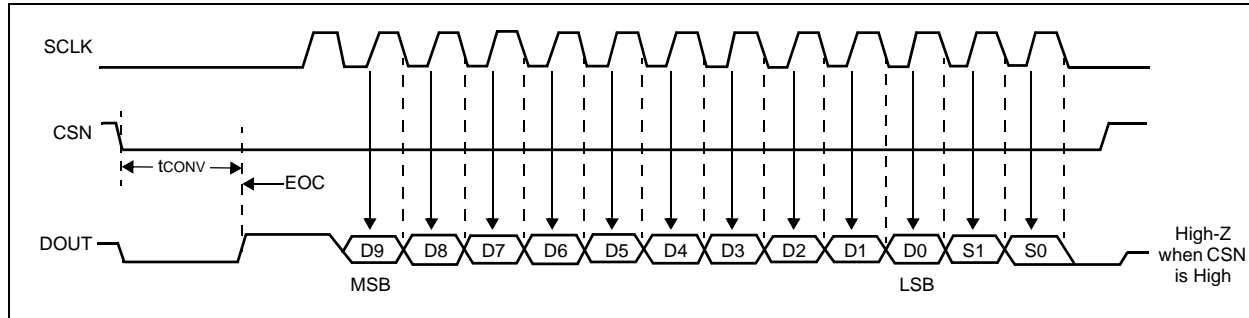 SCLK
CSN
tCONV
EOC
DOUT
D9 D8 D7 D6 D5 D4 D3 D2 D1 D0 S1 S0
MSB
LSB
High-Z
when CSN
is High